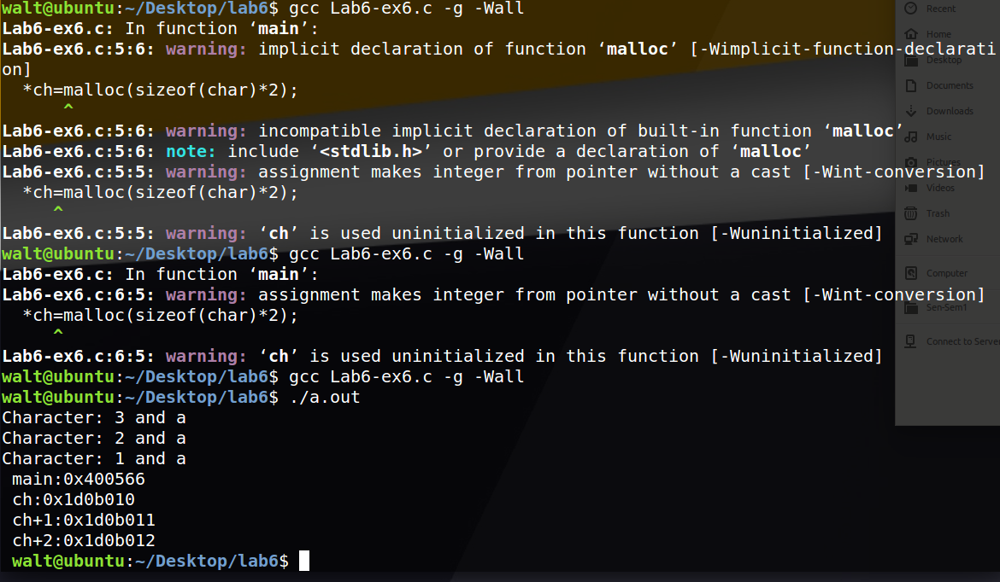 walt@ubuntu:~/Desktop/lab6$ gcc Lab6-ex6.c -g -Wall
Lab6-ex6.c: In function ‘main’:
Lab6-ex6.c:5:6: warning: implicit declaration of function ‘malloc’ [-Wimplicit-function-declarati
on]
  *ch=malloc(sizeof(char)*2);
      ^
Lab6-ex6.c:5:6: warning: incompatible implicit declaration of built-in function ‘malloc’
Lab6-ex6.c:5:6: note: include ‘<stdlib.h>’ or provide a declaration of ‘malloc’
Lab6-ex6.c:5:5: warning: assignment makes integer from pointer without a cast [-Wint-conversion]
  *ch=malloc(sizeof(char)*2);
     ^
Lab6-ex6.c:5:5: warning: ‘ch’ is used uninitialized in this function [-Wuninitialized]
walt@ubuntu:~/Desktop/lab6$ gcc Lab6-ex6.c -g -Wall
Lab6-ex6.c: In function ‘main’:
Lab6-ex6.c:6:5: warning: assignment makes integer from pointer without a cast [-Wint-conversion]
  *ch=malloc(sizeof(char)*2);
     ^
Lab6-ex6.c:6:5: warning: ‘ch’ is used uninitialized in this function [-Wuninitialized]
walt@ubuntu:~/Desktop/lab6$ gcc Lab6-ex6.c -g -Wall
walt@ubuntu:~/Desktop/lab6$ ./a.out
Character: 3 and a
Character: 2 and a
Character: 1 and a
 main:0x400566
 ch:0x1d0b010
 ch+1:0x1d0b011
 ch+2:0x1d0b012
 walt@ubuntu:~/Desktop/lab6$
Recent
Home
Desktop
Documents
Downloads
Music
Pictures
Videos
Trash
Network
Computer
Sen-Sem1
Connect to Server